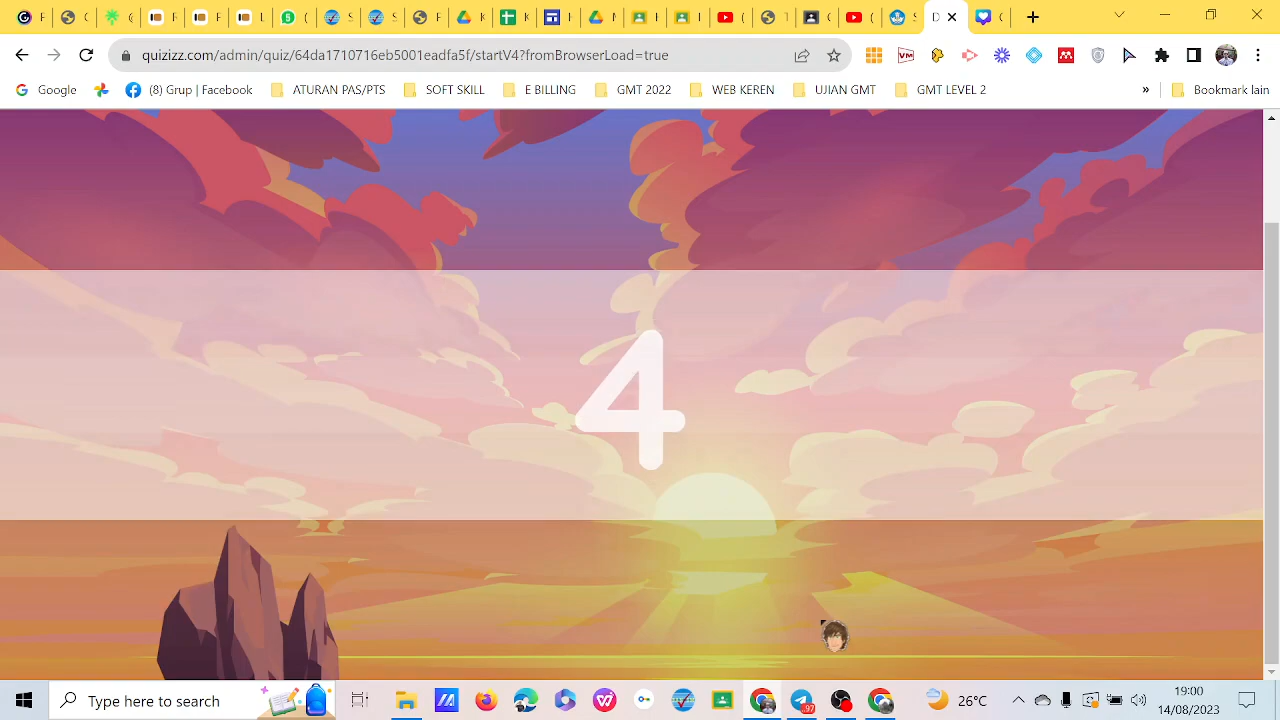 F
F
I
I
I
(
S
S
F
F
K
F
N
K
F
(
T
C
(
S
D
(
quizizz.com/admin/quiz/64da1710716eb5001eadfa5f/startV4?fromBrowserLoad=true
Google
(8) Grup | Facebook
ATURAN PAS/PTS
SOFT SKILL
E BILLING
GMT 2022
WEB KEREN
UJIAN GMT
GMT LEVEL 2
»
Bookmark lain
4
Type here to search
97
26°C
19:00
14/08/2023